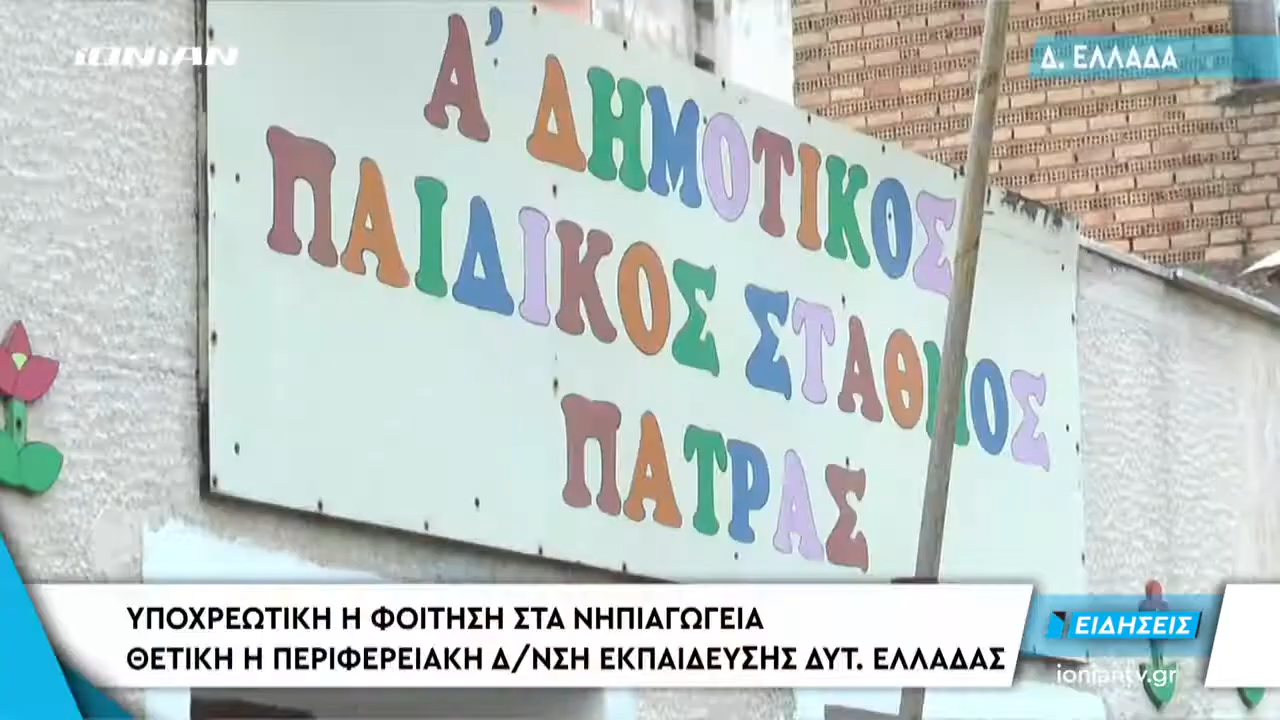 IONIAN
Δ. ΕΛΛΑΔΑ
Α' ΔΗΜΟΤΙΚΟΣ
ΠΑΙΔΙΚΟΣ ΣΤΑΘΜΟΣ
ΠΑΤΡΑΣ
ΥΠΟΧΡΕΩΤΙΚΗ Η ΦΟΙΤΗΣΗ ΣΤΑ ΝΗΠΙΑΓΩΓΕΙΑ
ΘΕΤΙΚΗ Η ΠΕΡΙΦΕΡΕΙΑΚΗ Δ/ΝΣΗ ΕΚΠΑΙΔΕΥΣΗΣ ΔΥΤ. ΕΛΛΑΔΑΣ
ΕΙΔΗΣΕΙΣ
ioniantv.gr